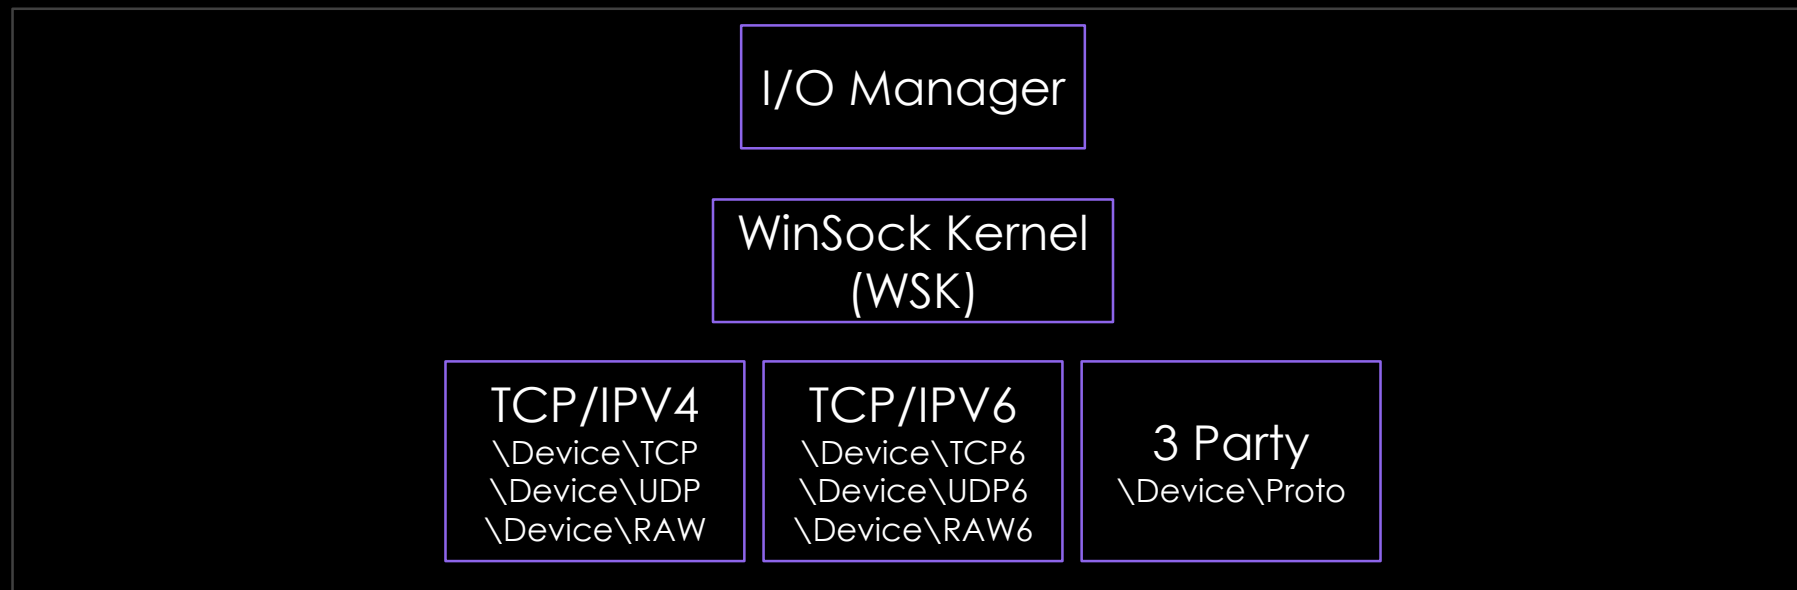 I/O Manager
WinSock Kernel
(WSK)
TCP/IPV4
\Device\TCP
\Device\UDP
\Device\RAW
TCP/IPV6
\Device\TCP6
\Device\UDP6
\Device\RAW6
3 Party
\Device\Proto